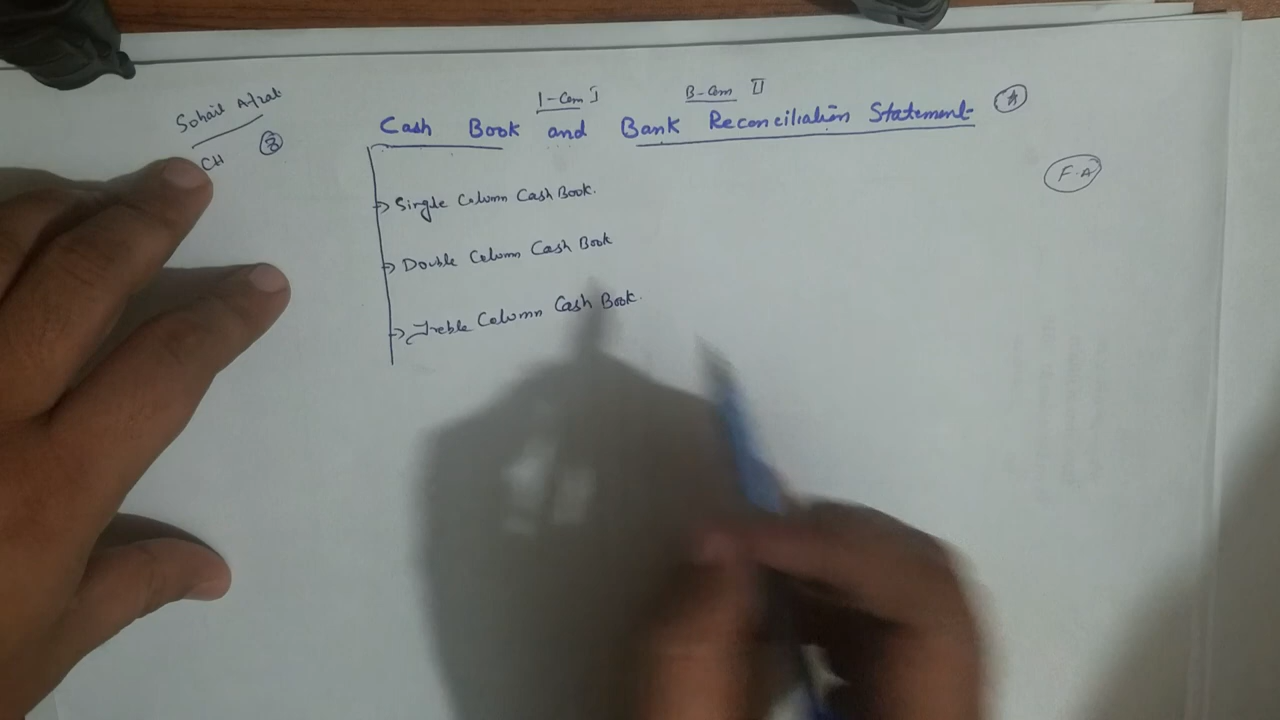 Sohail Afzal
CH
I-Com I B-Com II
Cash Book and Bank Reconciliation Statement
F.A
Single Column Cash Book.
Double Column Cash Book
Treble Column Cash Book.